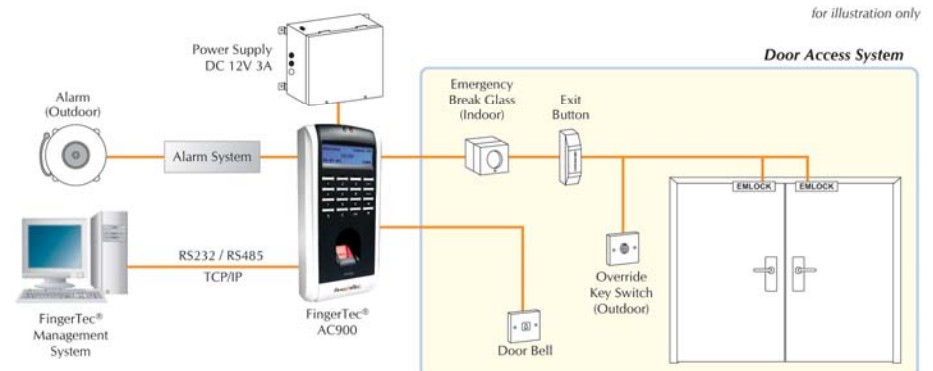 for illustration only
Door Access System
Power Supply
DC 12V 3A
Alarm
(Outdoor)
Alarm System
Emergency
Break Glass
(Indoor)
Exit
Button
EMLOCK
EMLOCK
RS232 / RS485
TCP/IP
FingerTec®
Management
System
FingerTec®
AC900
Override
Key Switch
(Outdoor)
Door Bell